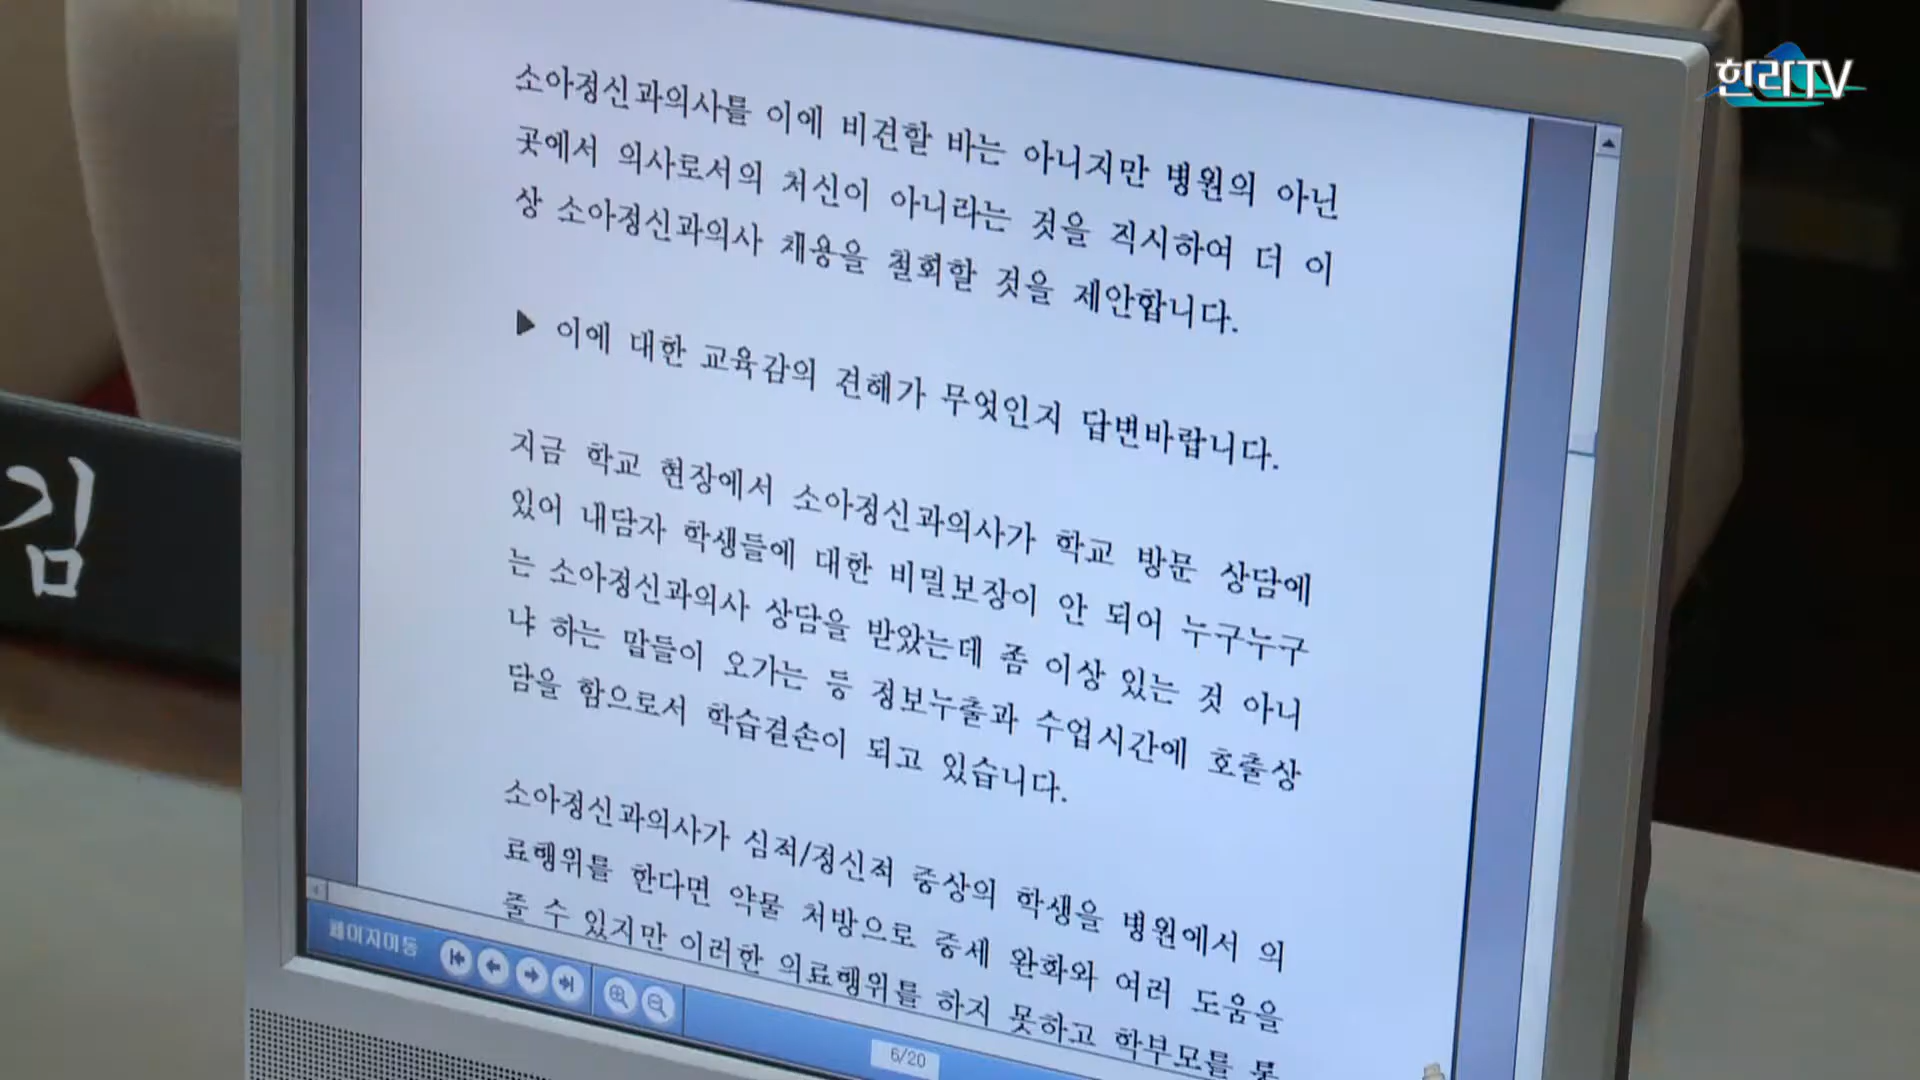 한라TV
소아정신과의사를 이에 비견할 바는 아니지만 병원의 아닌
곳에서 의사로서의 처신이 아니라는 것을 직시하여 더 이
상 소아정신과의사 채용을 철회할 것을 제안합니다.
▶ 이에 대한 교육감의 견해가 무엇인지 답변바랍니다.
지금 학교 현장에서 소아정신과의사가 학교 방문 상담에
있어 내담자 학생들에 대한 비밀보장이 안 되어 누구누구
는 소아정신과의사 상담을 받았는데 좀 이상 있는 것 아니
냐 하는 말들이 오가는 등 정보누출과 수업시간에 호출상
담을 함으로서 학습결손이 되고 있습니다.
소아정신과의사가 심적/정신적 중상의 학생을 병원에서 의
료행위를 한다면 약물 처방으로 중세 완화와 여러 도움을
줄 수 있지만 이러한 의료행위를 하지 못하고 학부모를
페이지이동
6/20
김